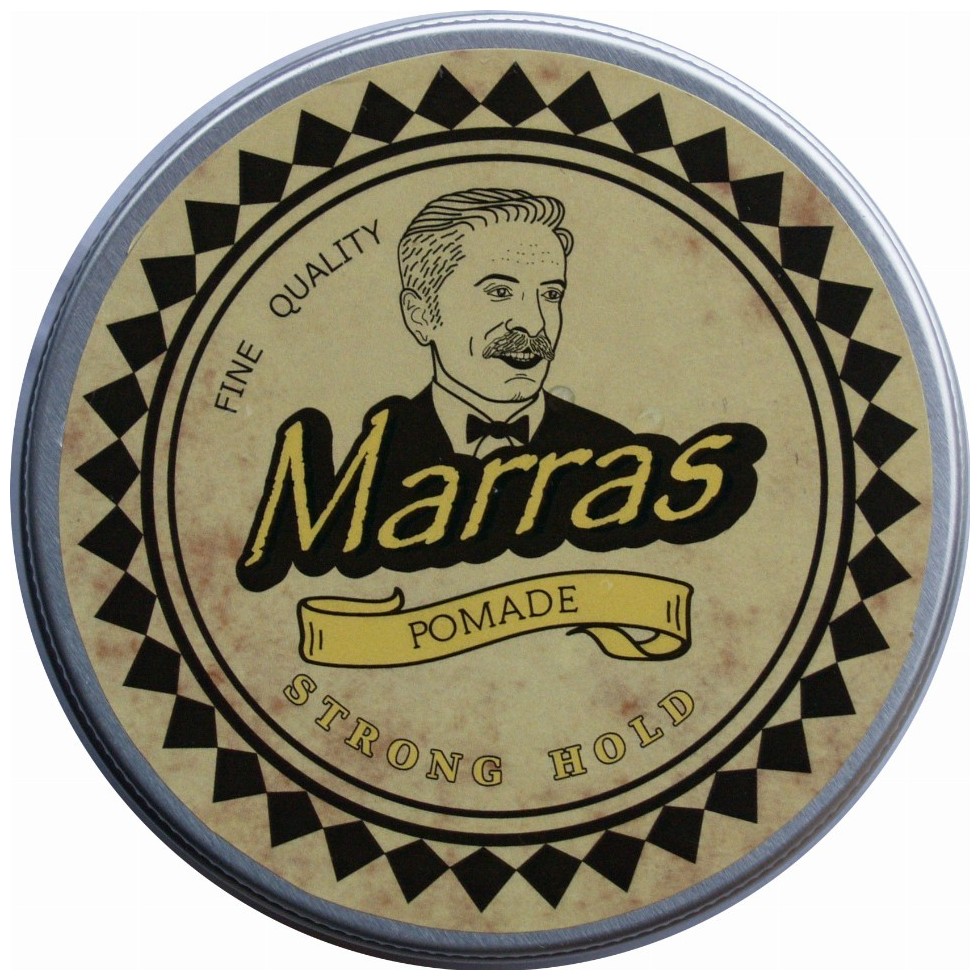 FINE QUALITY
Marras
POMADE
STRONG HOLD